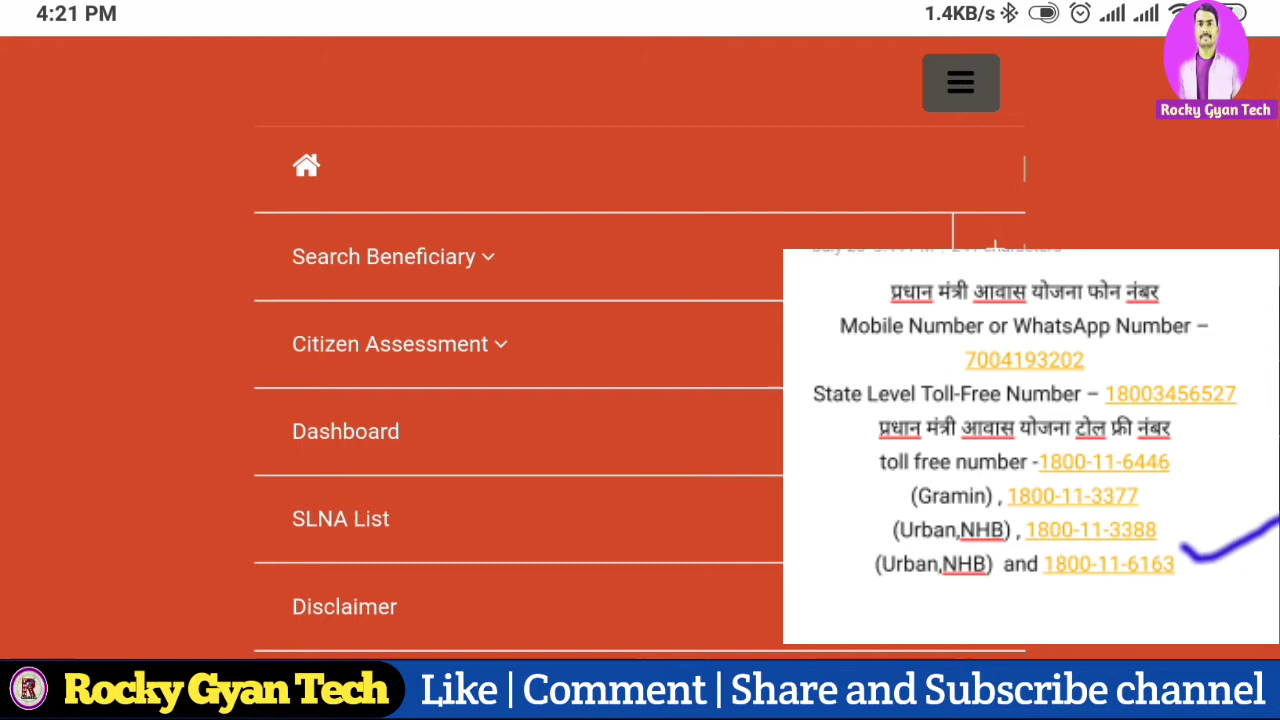 4:21 PM
1.4KB/s
Rocky Gyan Tech
Search Beneficiary
Citizen Assessment
Dashboard
SLNA List
Disclaimer
प्रधान मंत्री आवास योजना फोन नंबर
Mobile Number or WhatsApp Number –
7004193202
State Level Toll-Free Number – 18003456527
प्रधान मंत्री आवास योजना टोल फ्री नंबर
toll free number -1800-11-6446
(Gramin) , 1800-11-3377
(Urban,NHB) , 1800-11-3388
(Urban,NHB) and 1800-11-6163
R
Rocky Gyan Tech
Like | Comment | Share and Subscribe channel